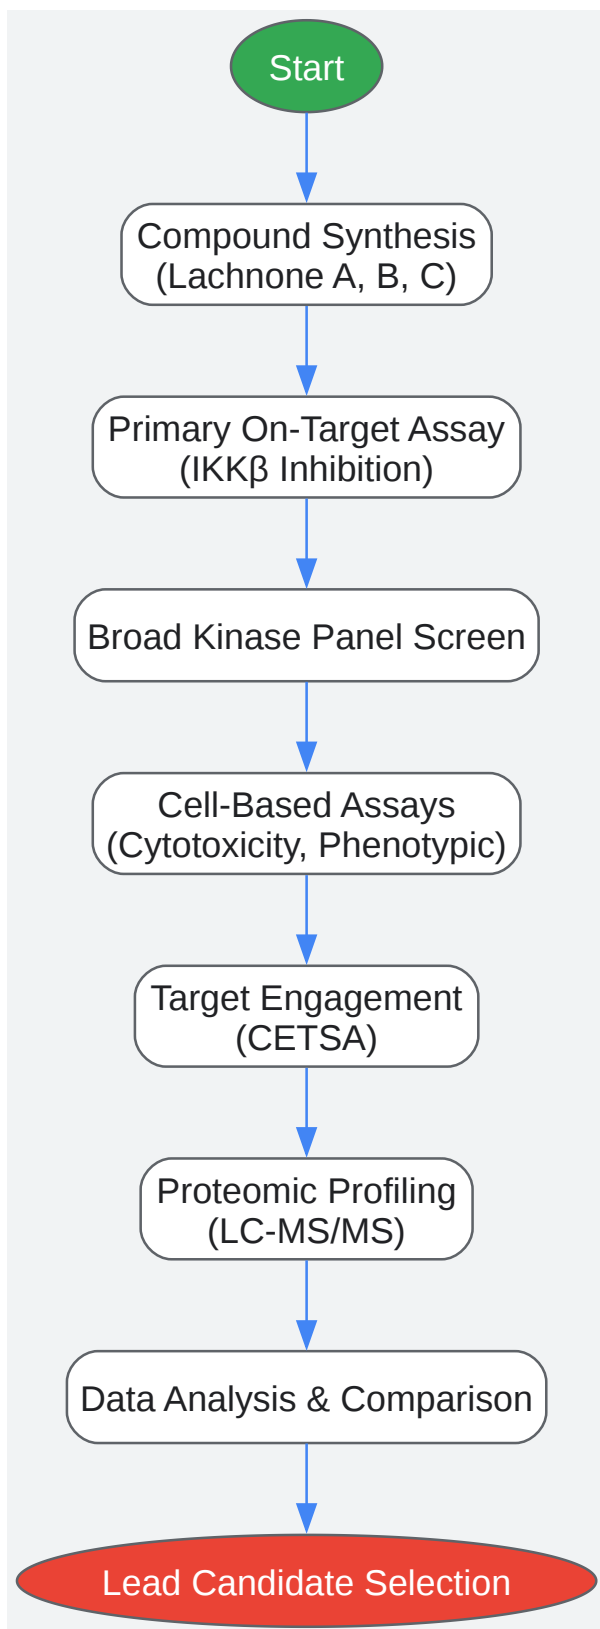 Start
Compound Synthesis
(Lachnone A, B, C)
Primary On-Target Assay
(IKKβ Inhibition)
Broad Kinase Panel Screen
Cell-Based Assays
(Cytotoxicity, Phenotypic)
Target Engagement
(CETSA)
Proteomic Profiling
(LC-MS/MS)
Data Analysis & Comparison
Lead Candidate Selection